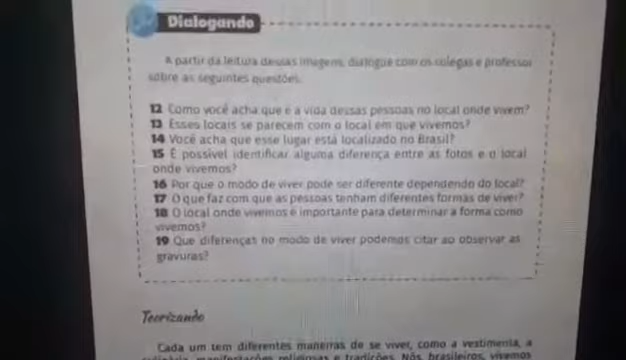 Dialogando
A partir da leitura dessas imagens, dialogue com os colegas e professor
sobre as seguintes questões:
12 Como você acha que é a vida dessas pessoas no local onde vivem?
13 Esses locais se parecem com o local em que vivemos?
14 Você acha que esse lugar está localizado no Brasil?
15 É possível identificar alguma diferença entre as fotos e o local
onde vivemos?
16 Por que o modo de viver pode ser diferente dependendo do local?
17 O que faz com que as pessoas tenham diferentes formas de viver?
18 O local onde vivemos é importante para determinar a forma como
vivemos?
19 Que diferenças no modo de viver podemos citar ao observar as
gravuras?
Teorizando
Cada um tem diferentes maneiras de se viver, como a vestimenta, a
manifestações religiosas e tradições. Nós, brasileiros, vivemos